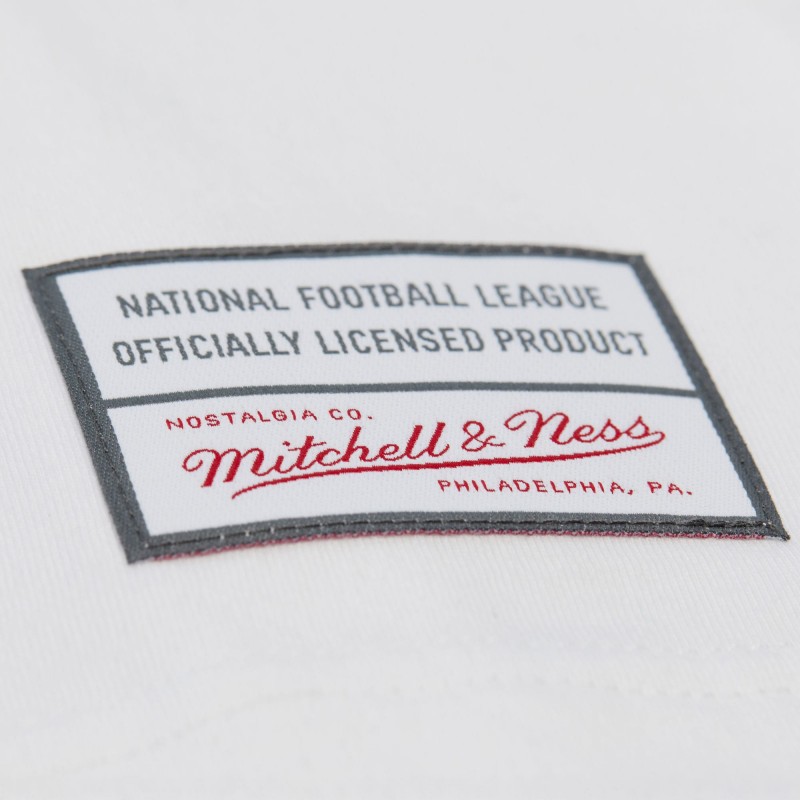 NATIONAL FOOTBALL LEAGUE
OFFICIALLY LICENSED PRODUCT
NOSTALGIA CO.
Mitchell & Ness
PHILADELPHIA, PA.